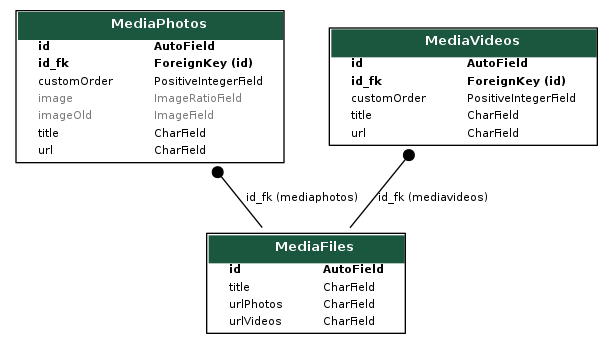 MediaPhotos
id AutoField
id_fk ForeignKey (id)
customOrder PositiveIntegerField
image ImageRatioField
imageOld ImageField
title CharField
url CharField
MediaVideos
id AutoField
id_fk ForeignKey (id)
customOrder PositiveIntegerField
title CharField
url CharField
id_fk (mediaphotos)
id_fk (mediavideos)
MediaFiles
id AutoField
title CharField
urlPhotos CharField
urlVideos CharField